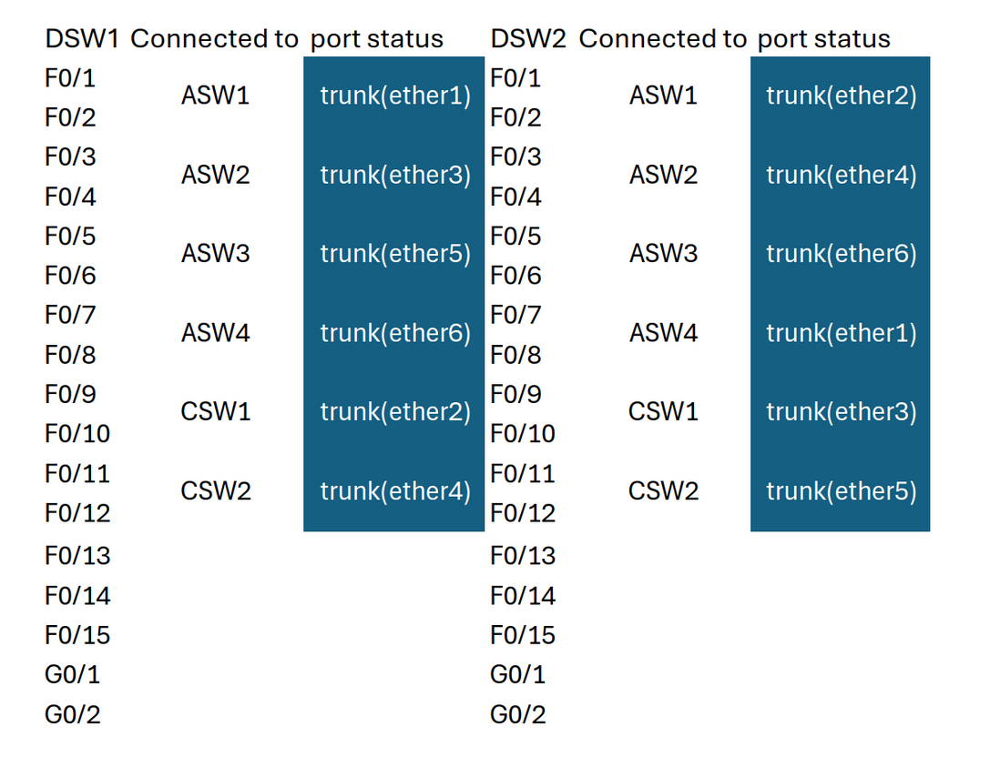 DSW1 Connected to port status DSW2 Connected to port status
F0/1 F0/1
ASW1 trunk(ether1) ASW1 trunk(ether2)
F0/2 F0/2
F0/3 F0/3
ASW2 trunk(ether3) ASW2 trunk(ether4)
F0/4 F0/4
F0/5 F0/5
ASW3 trunk(ether5) ASW3 trunk(ether6)
F0/6 F0/6
F0/7 F0/7
ASW4 trunk(ether6) ASW4 trunk(ether1)
F0/8 F0/8
F0/9 F0/9
CSW1 trunk(ether2) CSW1 trunk(ether3)
F0/10 F0/10
F0/11 F0/11
CSW2 trunk(ether4) CSW2 trunk(ether5)
F0/12 F0/12
F0/13 F0/13
F0/14 F0/14
F0/15 F0/15
G0/1 G0/1
G0/2 G0/2